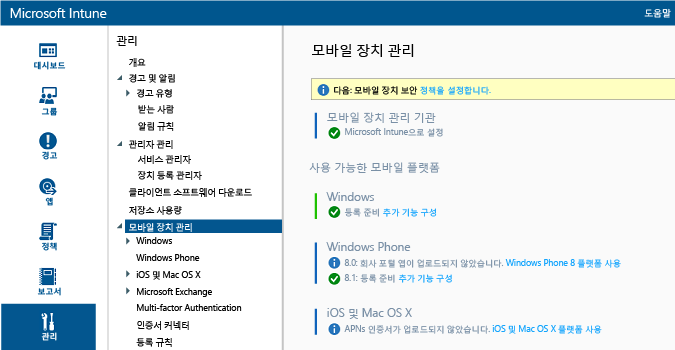 Microsoft Intune
도움말
대시보드
그룹
경고
앱
정책
보고서
관리
관리
개요
경고 및 알림
경고 유형
받는 사람
알림 규칙
관리자 관리
서비스 관리자
장치 등록 관리자
클라이언트 소프트웨어 다운로드
저장소 사용량
모바일 장치 관리
Windows
Windows Phone
iOS 및 Mac OS X
Microsoft Exchange
Multi-factor Authentication
인증서 커넥터
등록 규칙
모바일 장치 관리
다음: 모바일 장치 보안 정책을 설정합니다.
모바일 장치 관리 기관
Microsoft Intune으로 설정
사용 가능한 모바일 플랫폼
Windows
등록 준비 추가 기능 구성
Windows Phone
8.0: 회사 포털 앱이 업로드되지 않았습니다. Windows Phone 8 플랫폼 사용
8.1: 등록 준비 추가 기능 구성
iOS 및 Mac OS X
APNs 인증서가 업로드되지 않았습니다. iOS 및 Mac OS X 플랫폼 사용